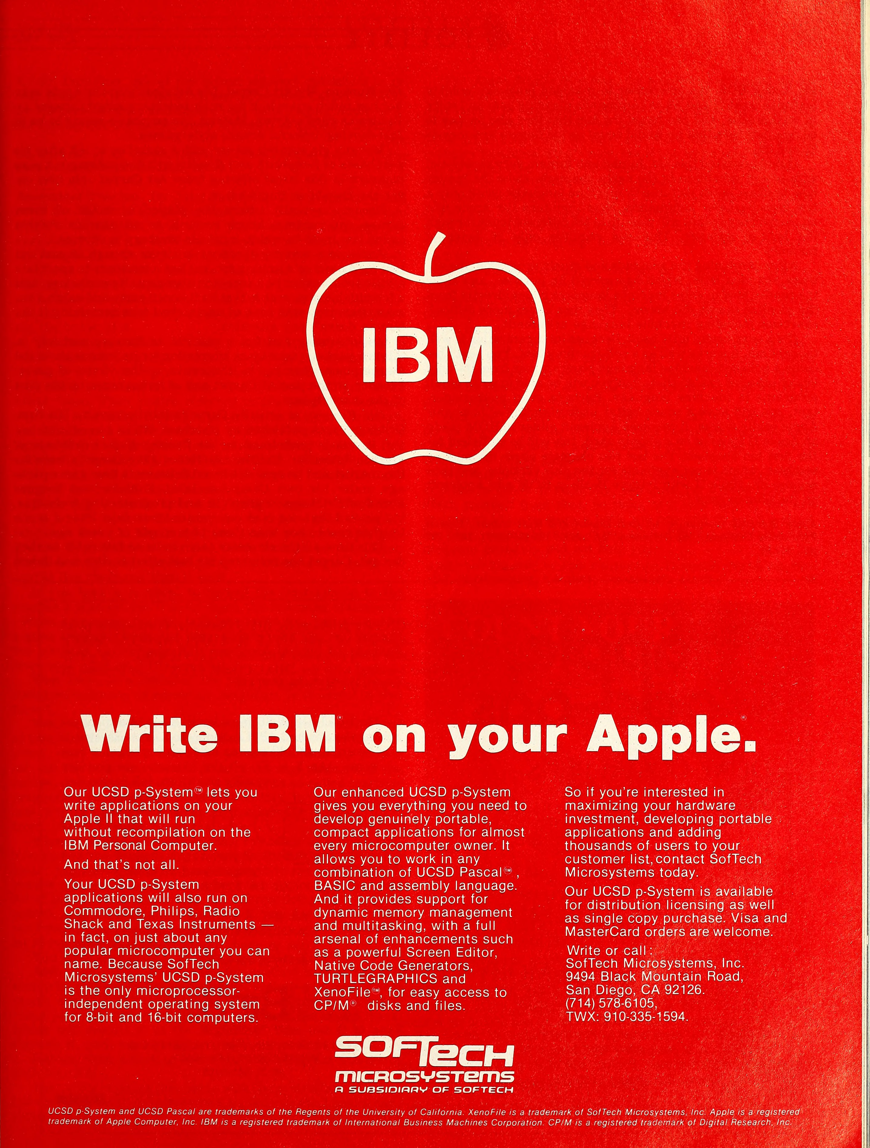 IBM
Write IBM® on your Apple.®
Our UCSD p-System™ lets you
write applications on your
Apple II that will run
without recompilation on the
IBM Personal Computer.
And that's not all.
Your UCSD p-System
applications will also run on
Commodore, Philips, Radio
Shack and Texas Instruments —
in fact, on just about any
popular microcomputer you can
name. Because SofTech
Microsystems' UCSD p-System
is the only microprocessor-
independent operating system
for 8-bit and 16-bit computers.
Our enhanced UCSD p-System
gives you everything you need to
develop genuinely portable,
compact applications for almost
every microcomputer owner. It
allows you to work in any
combination of UCSD Pascal™,
BASIC and assembly language.
And it provides support for
dynamic memory management
and multitasking, with a full
arsenal of enhancements such
as a powerful Screen Editor,
Native Code Generators,
TURTLEGRAPHICS and
XenoFile™, for easy access to
CP/M® disks and files.
So if you're interested in
maximizing your hardware
investment, developing portable
applications and adding
thousands of users to your
customer list, contact SofTech
Microsystems today.
Our UCSD p-System is available
for distribution licensing as well
as single copy purchase. Visa and
MasterCard orders are welcome.
Write or call:
SofTech Microsystems, Inc.
9494 Black Mountain Road,
San Diego, CA 92126.
(714) 578-6105,
TWX: 910-335-1594.
SOFTECH
MICROSYSTEMS
A SUBSIDIARY OF SOFTECH
UCSD p-System and UCSD Pascal are trademarks of the Regents of the University of California. XenoFile is a trademark of SofTech Microsystems, Inc. Apple is a registered
trademark of Apple Computer, Inc. IBM is a registered trademark of International Business Machines Corporation. CP/M is a registered trademark of Digital Research, Inc.